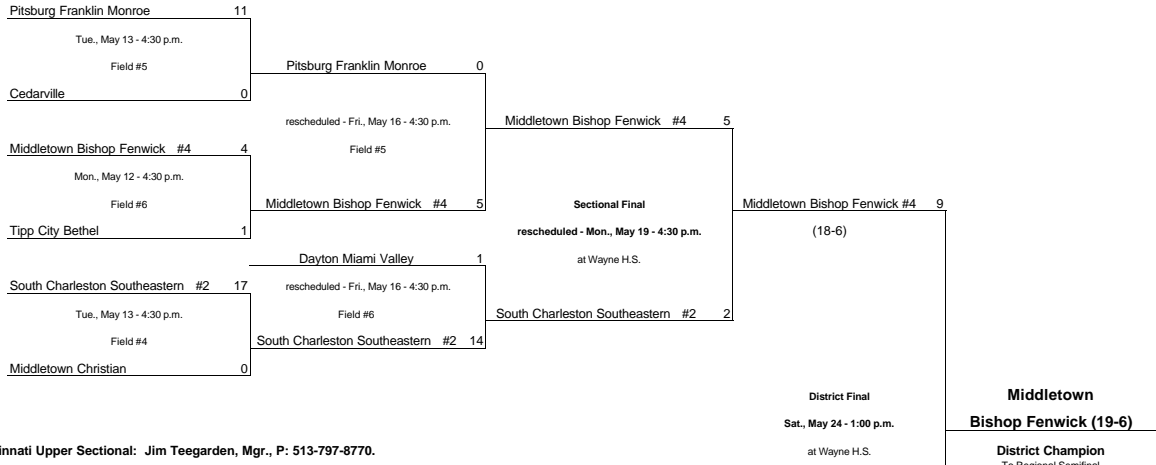 Pitsburg Franklin Monroe 11
Tue., May 13 - 4:30 p.m.
Field #5
Cedarville 0
Middletown Bishop Fenwick #4 4
Mon., May 12 - 4:30 p.m.
Field #6
Tipp City Bethel 1
South Charleston Southeastern #2 17
Tue., May 13 - 4:30 p.m.
Field #4
Middletown Christian 0
Pitsburg Franklin Monroe 0
rescheduled - Fri., May 16 - 4:30 p.m.
Field #5
Middletown Bishop Fenwick #4 5
Dayton Miami Valley 1
rescheduled - Fri., May 16 - 4:30 p.m.
Field #6
South Charleston Southeastern #2 14
Middletown Bishop Fenwick #4 5
Sectional Final
rescheduled - Mon., May 19 - 4:30 p.m.
at Wayne H.S.
South Charleston Southeastern #2 2
Middletown Bishop Fenwick #4 9
(18-6)
District Final
Sat., May 24 - 1:00 p.m.
at Wayne H.S.
Middletown
Bishop Fenwick (19-6)
District Champion
To Regional Semifinal
innati Upper Sectional: Jim Teegarden, Mgr., P: 513-797-8770.